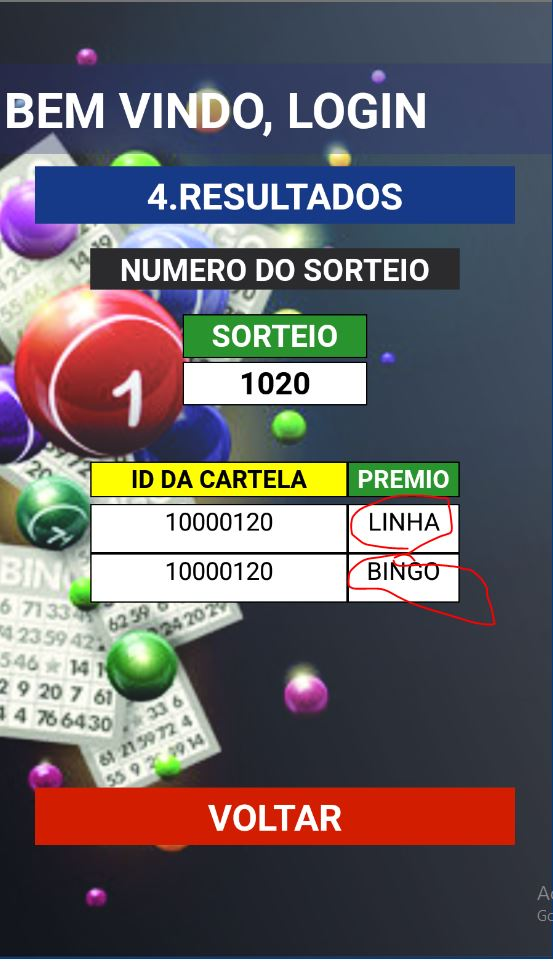 BEM VINDO, LOGIN
4.RESULTADOS
NUMERO DO SORTEIO
SORTEIO
1020
ID DA CARTELA PREMIO
10000120 LINHA
10000120 BINGO
1
VOLTAR